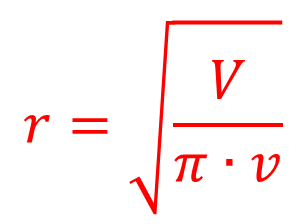 r = √(V / (π · v))